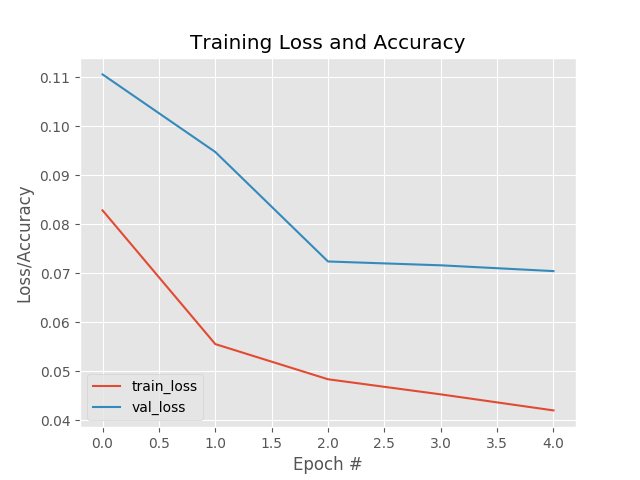 Training Loss and Accuracy
Loss/Accuracy
0.11
0.10
0.09
0.08
0.07
0.06
0.05
0.04
train_loss
val_loss
0.0 0.5 1.0 1.5 2.0 2.5 3.0 3.5 4.0
Epoch #